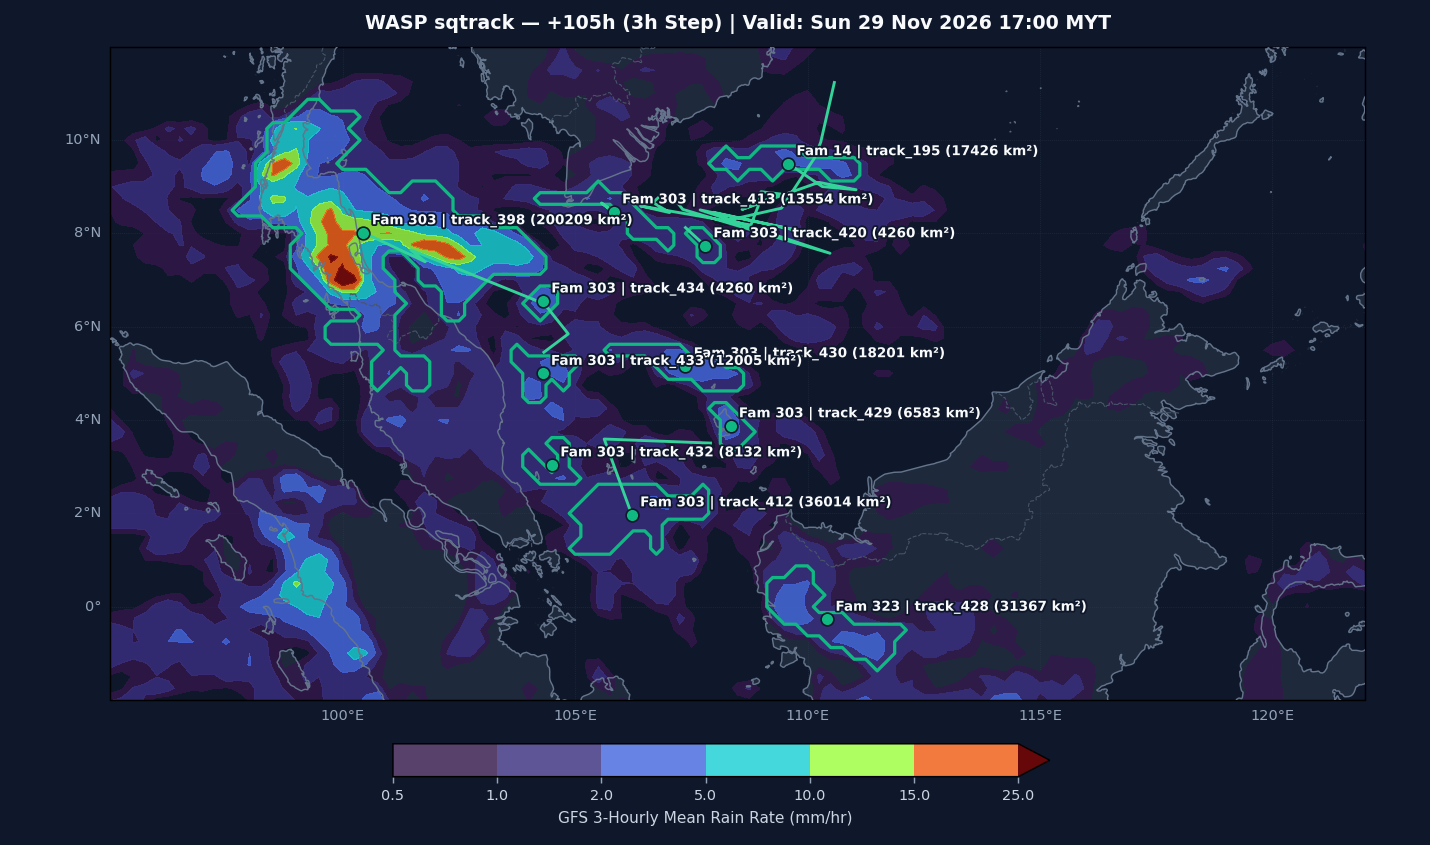 WASP sqtrack — +105h (3h Step) | Valid: Sun 29 Nov 2026 17:00 MYT
10°N
8°N
6°N
4°N
2°N
0°
Fam 14 | track_195 (17426 km²)
Fam 303 | track_413 (13554 km²)
Fam 303 | track_398 (200209 km²)
Fam 303 | track_420 (4260 km²)
Fam 303 | track_434 (4260 km²)
Fam 303 | track_430 (18201 km²)
Fam 303 | track_433 (12005 km²)
Fam 303 | track_429 (6583 km²)
Fam 303 | track_432 (8132 km²)
Fam 303 | track_412 (36014 km²)
Fam 323 | track_428 (31367 km²)
100°E 105°E 110°E 115°E 120°E
0.5 1.0 2.0 5.0 10.0 15.0 25.0
GFS 3-Hourly Mean Rain Rate (mm/hr)